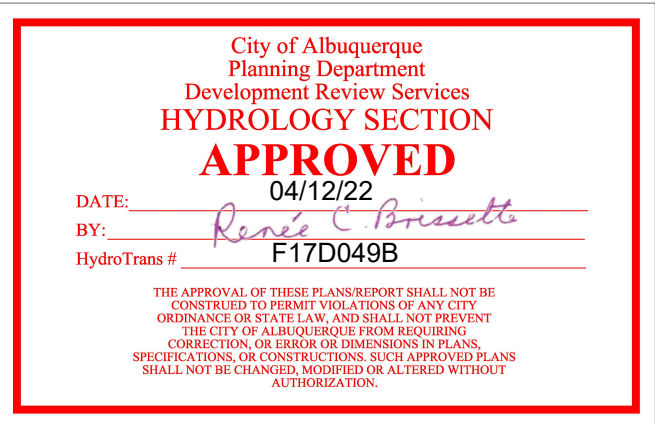 City of Albuquerque
Planning Department
Development Review Services
HYDROLOGY SECTION
APPROVED
DATE: 04/12/22
BY: Renée C. Brissette
HydroTrans # F17D049B
THE APPROVAL OF THESE PLANS/REPORT SHALL NOT BE
CONSTRUED TO PERMIT VIOLATIONS OF ANY CITY
ORDINANCE OR STATE LAW, AND SHALL NOT PREVENT
THE CITY OF ALBUQUERQUE FROM REQUIRING
CORRECTION, OR ERROR OR DIMENSIONS IN PLANS,
SPECIFICATIONS, OR CONSTRUCTIONS. SUCH APPROVED PLANS
SHALL NOT BE CHANGED, MODIFIED OR ALTERED WITHOUT
AUTHORIZATION.